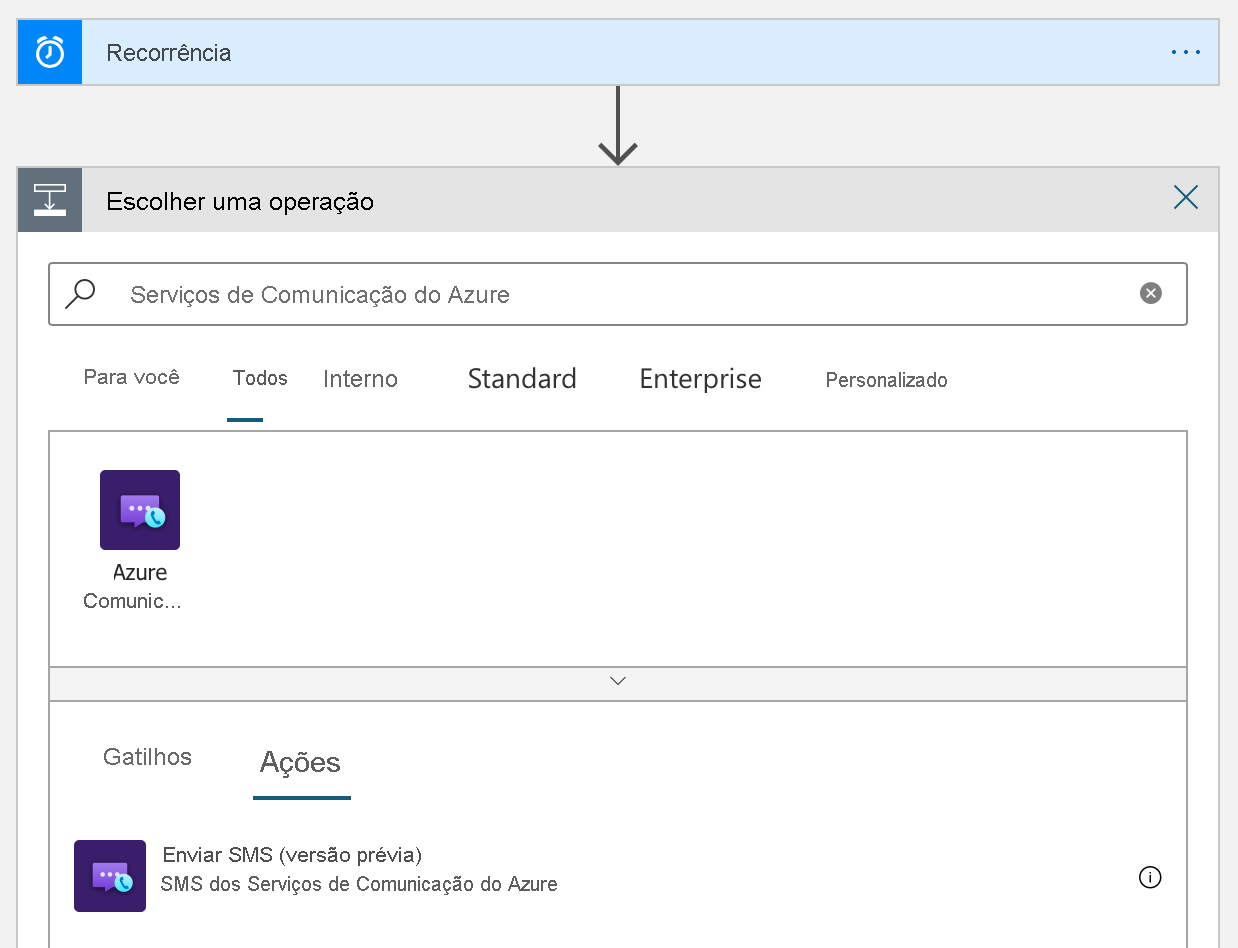 Recorrência
Escolher uma operação
Serviços de Comunicação do Azure
Para você Todos Interno Standard Enterprise Personalizado
Azure
Comunic...
Gatilhos Ações
Enviar SMS (versão prévia)
SMS dos Serviços de Comunicação do Azure